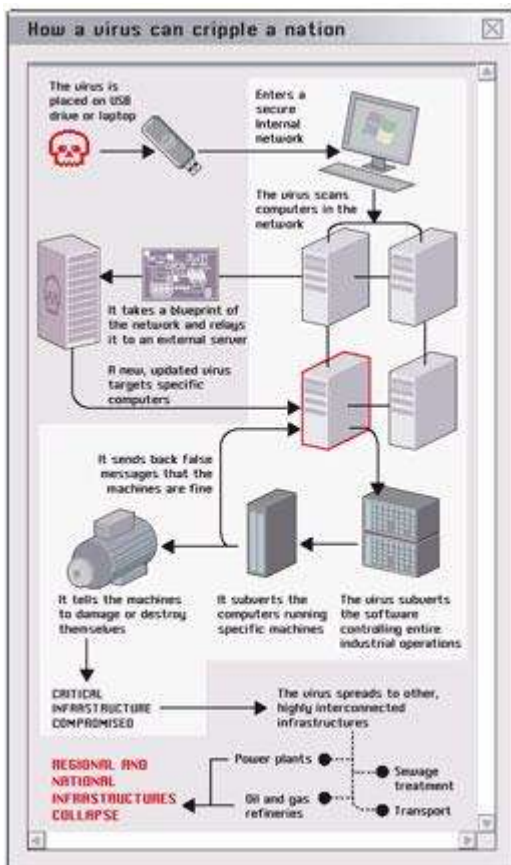 How a virus can cripple a nation
The virus is
placed on USB
drive or laptop
Enters a
secure
internal
network
The virus scans
computers in the
network
It takes a blueprint of
the network and relays
it to an external server
A new, updated virus
targets specific
computers
It sends back false
messages that the
machines are fine
It tells the machines
to damage or destroy
themselves
It subverts the
computers running
specific machines
The virus subverts
the software
controlling entire
industrial operations
CRITICAL
INFRASTRUCTURE
COMPROMISED
The virus spreads to other,
highly interconnected
infrastructures
REGIONAL AND
NATIONAL
INFRASTRUCTURES
COLLAPSE
Power plants
Oil and gas
refineries
Sewage
treatment
Transport